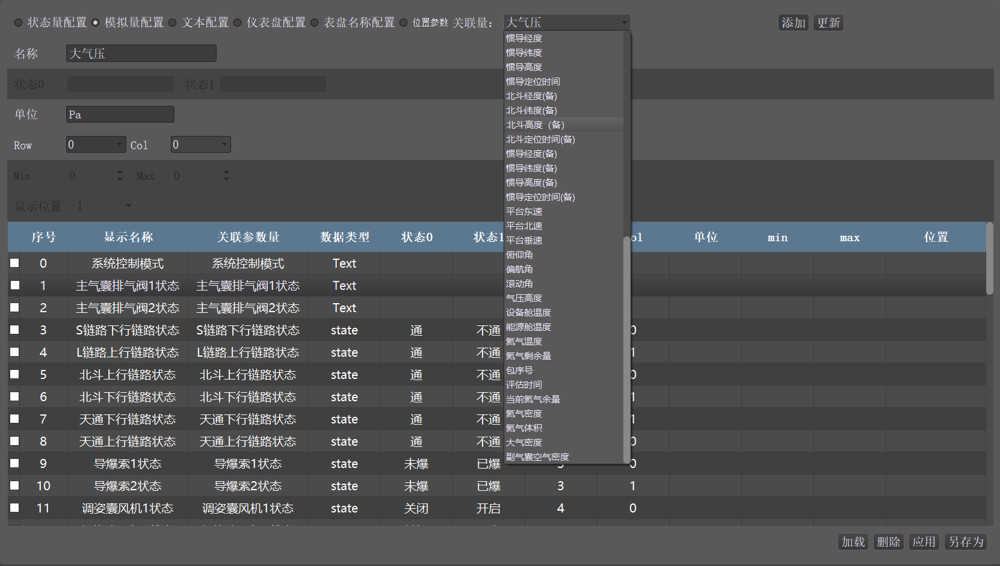 状态量配置 模拟量配置 文本配置 仪表盘配置 表盘名称配置 位置参数 关联量： 大气压 添加 更新
名称 大气压
状态0 状态1
单位 Pa
Row 0 Col 0
Min 0 Max 0
显示位置 1
惯导经度
惯导纬度
惯导高度
惯导定位时间
北斗经度(备)
北斗纬度(备)
北斗高度（备）
北斗定位时间(备)
惯导经度(备)
惯导纬度(备)
惯导高度(备)
惯导定位时间(备)
平台东速
平台北速
平台垂速
俯仰角
偏航角
滚动角
气压高度
设备舱温度
能源舱温度
氦气温度
氦气剩余量
包序号
评估时间
当前氦气余量
氦气密度
氦气体积
大气密度
副气囊空气密度
序号 显示名称 关联参数量 数据类型 状态0 状态1 ol 单位 min max 位置
0 系统控制模式 系统控制模式 Text
1 主气囊排气阀1状态 主气囊排气阀1状态 Text
2 主气囊排气阀2状态 主气囊排气阀2状态 Text
3 S链路下行链路状态 S链路下行链路状态 state 通 不通 0
4 L链路上行链路状态 L链路上行链路状态 state 通 不通 1
5 北斗上行链路状态 北斗上行链路状态 state 通 不通 0
6 北斗下行链路状态 北斗下行链路状态 state 通 不通 1
7 天通下行链路状态 天通下行链路状态 state 通 不通 1
8 天通上行链路状态 天通上行链路状态 state 通 不通 0
9 导爆索1状态 导爆索1状态 state 未爆 已爆 3 0
10 导爆索2状态 导爆索2状态 state 未爆 已爆 3 1
11 调姿囊风机1状态 调姿囊风机1状态 state 关闭 开启 4 0
加载 删除 应用 另存为